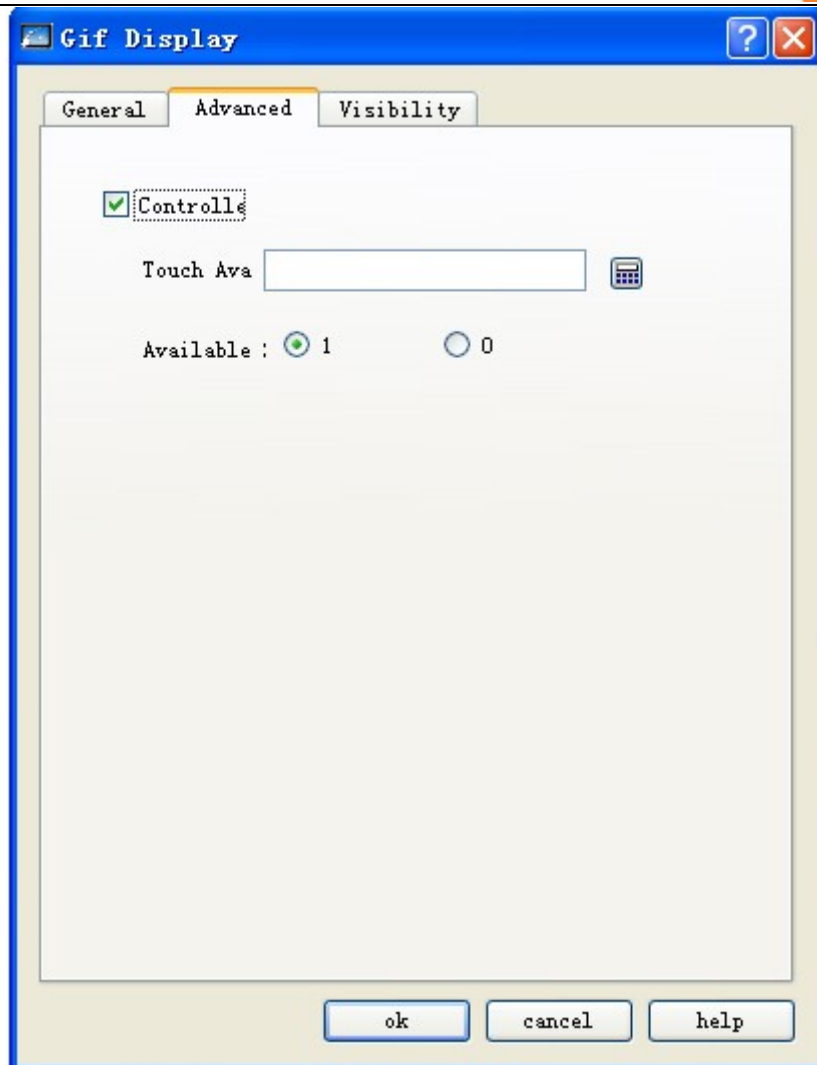 Gif Display
General Advanced Visibility
Controlle
Touch Ava
Available : 1 0
ok cancel help